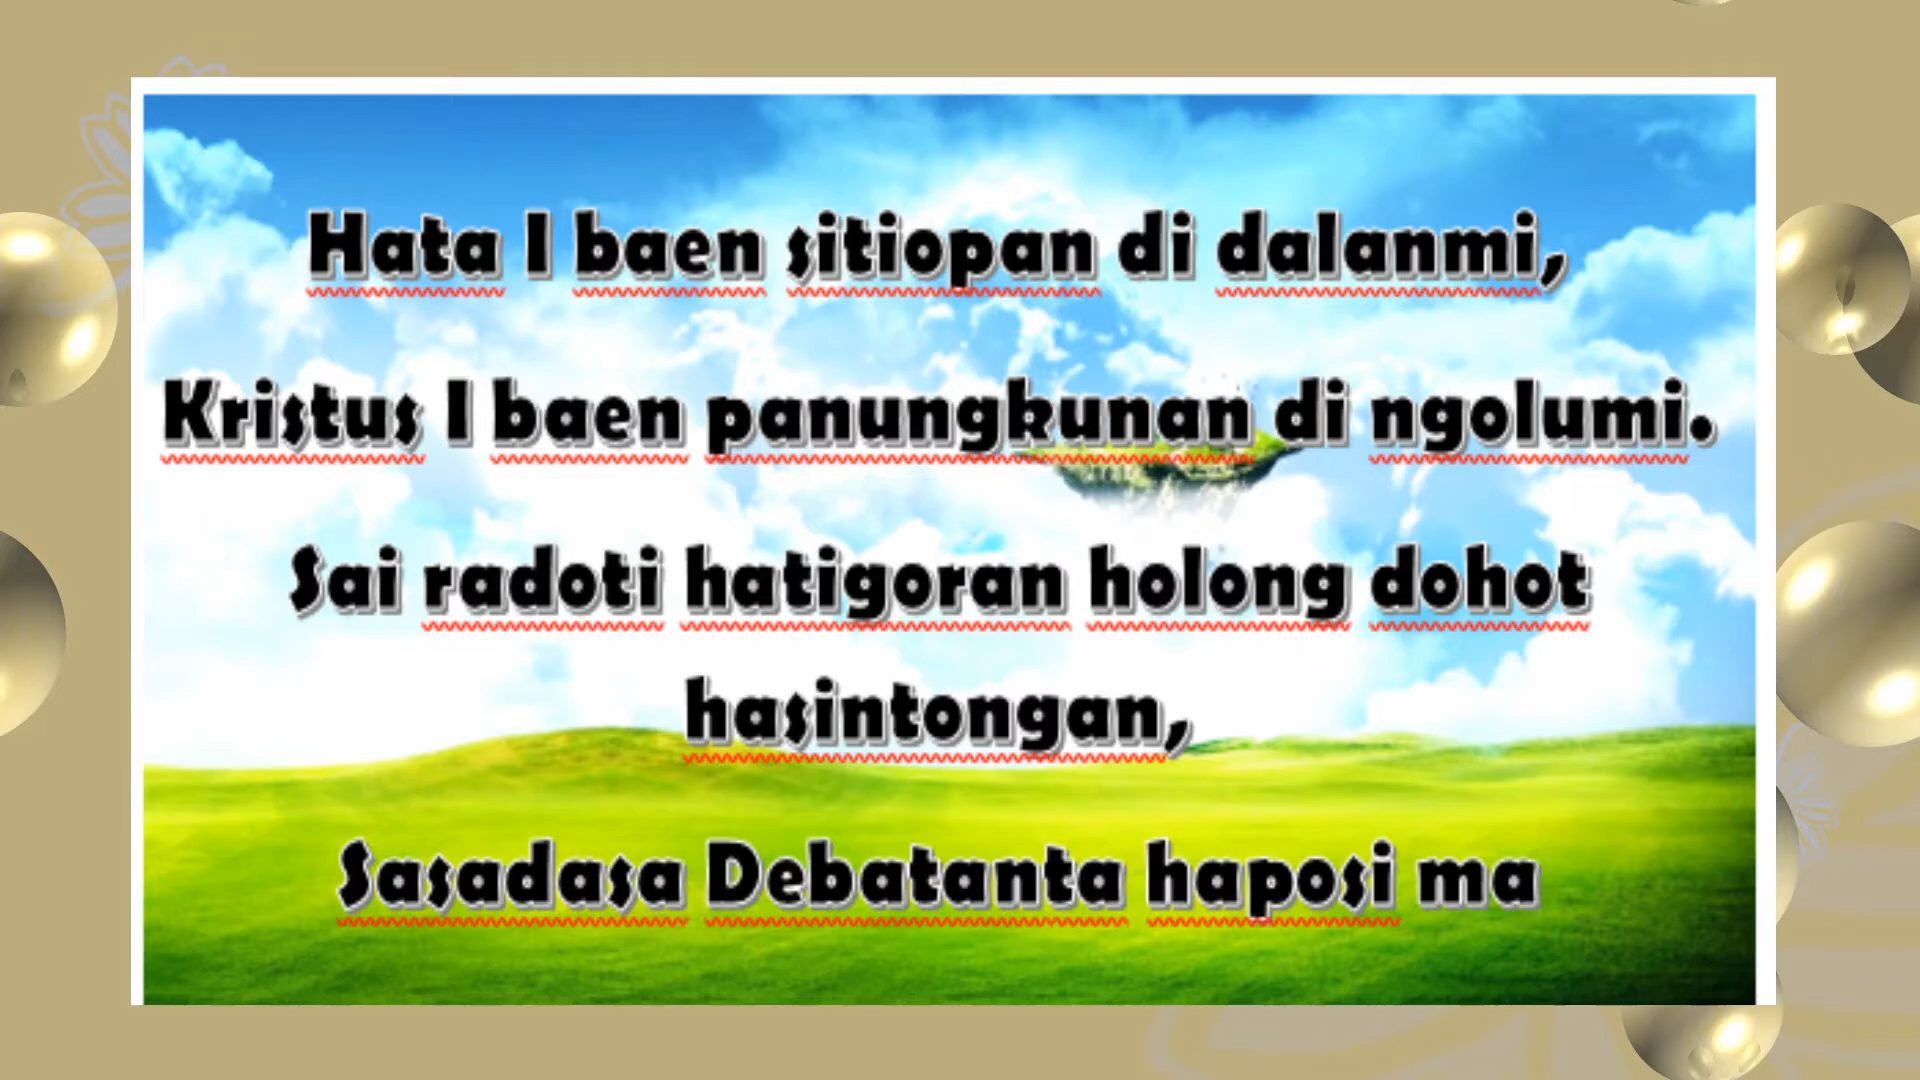 Hata I baen sitiopan di dalanmi,
Kristus I baen panungkunan di ngolumi.
Sai radoti hatigoran holong dohot
hasintongan,
Sasadasa Debatanta haposi ma